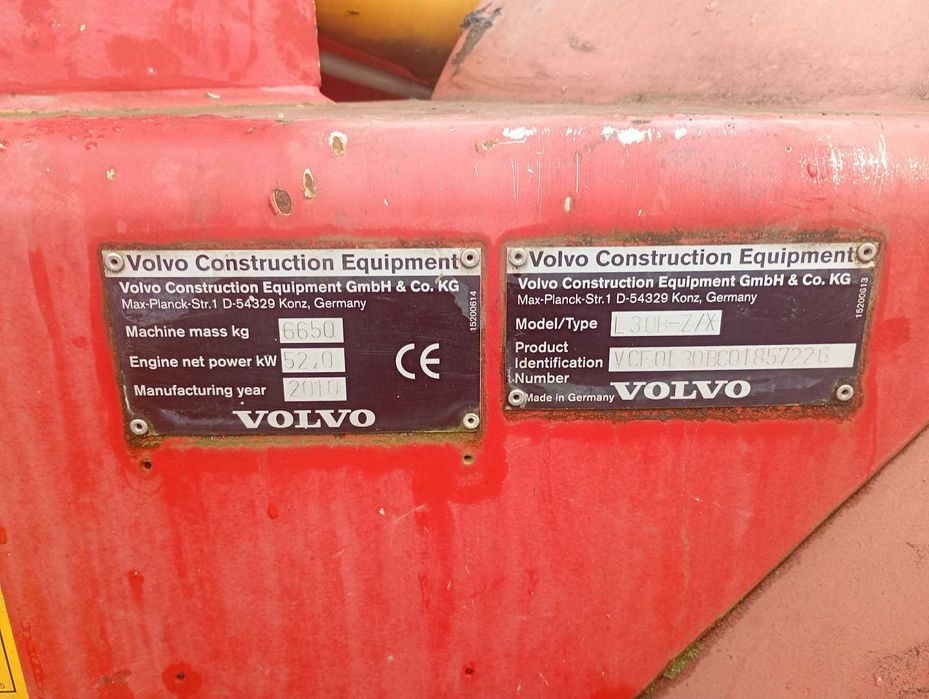 Volvo Construction Equipment
Volvo Construction Equipment GmbH & Co. KG
Max-Planck-Str.1 D-54329 Konz, Germany
Machine mass kg 6650
Engine net power kW 52,0
Manufacturing year 2010
VOLVO
15200614
CE
Volvo Construction Equipment
Volvo Construction Equipment GmbH & Co. KG
Max-Planck-Str.1 D-54329 Konz, Germany
Model/Type L30B-Z/X
Product
Identification VCE0L30BC01857226
Number
Made in Germany VOLVO
15200613